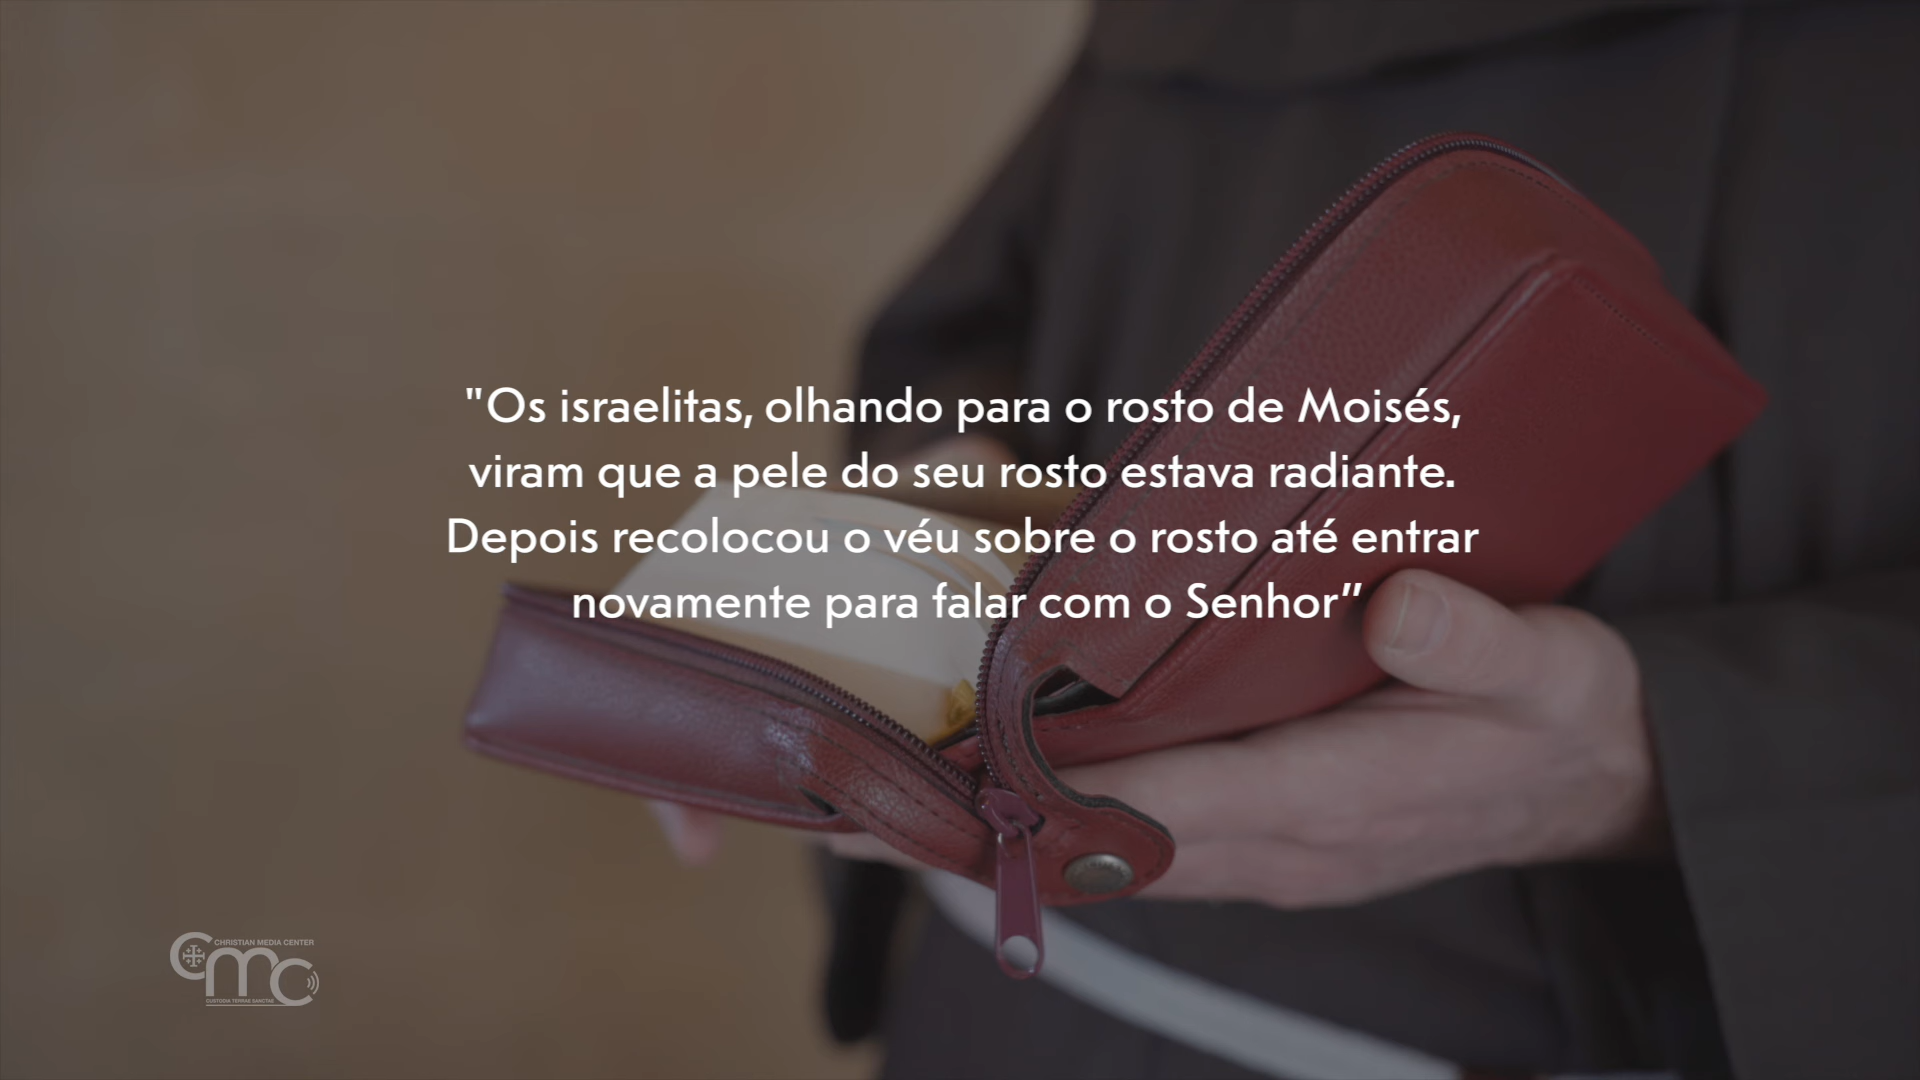 "Os israelitas, olhando para o rosto de Moisés,
viram que a pele do seu rosto estava radiante.
Depois recolocou o véu sobre o rosto até entrar
novamente para falar com o Senhor”
CHRISTIAN MEDIA CENTER
CMC
CUSTODIA TERRAE SANCTAE